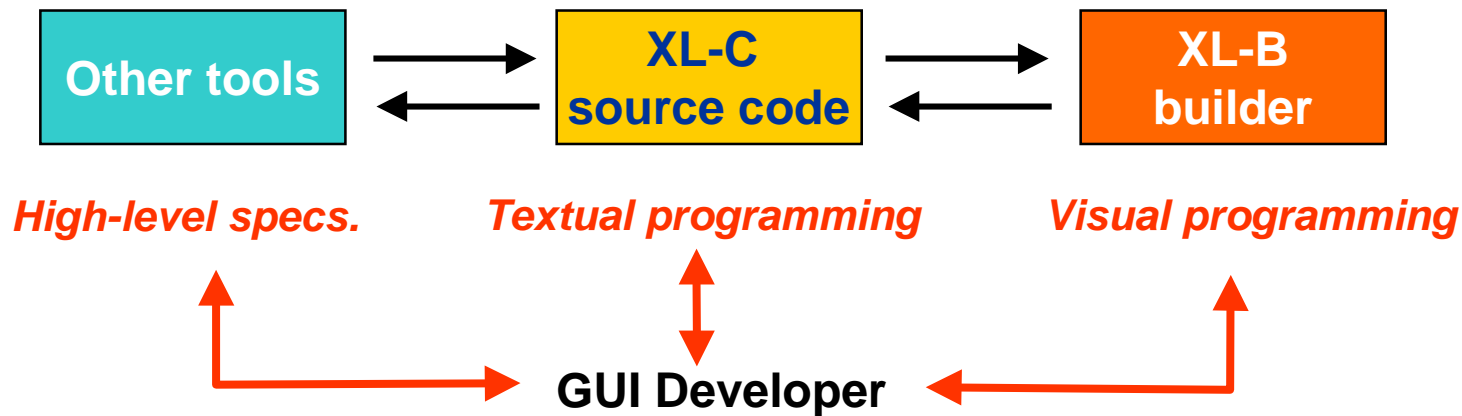 Other tools
XL-C
source code
XL-B
builder
High-level specs.
Textual programming
Visual programming
GUI Developer